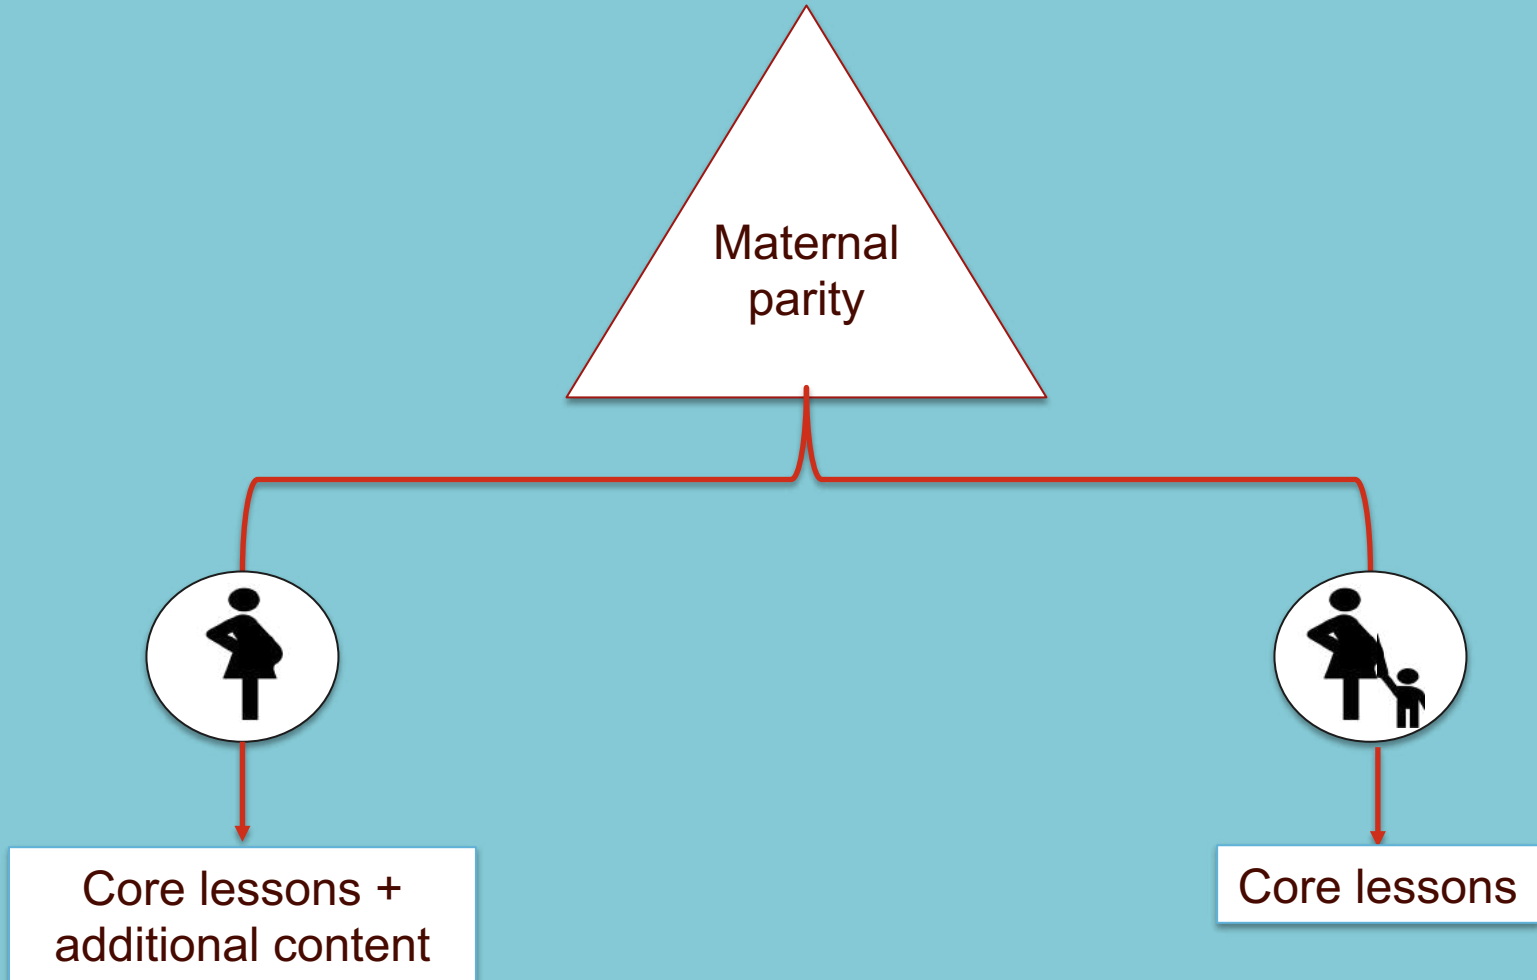 Maternal
parity
Core lessons +
additional content
Core lessons